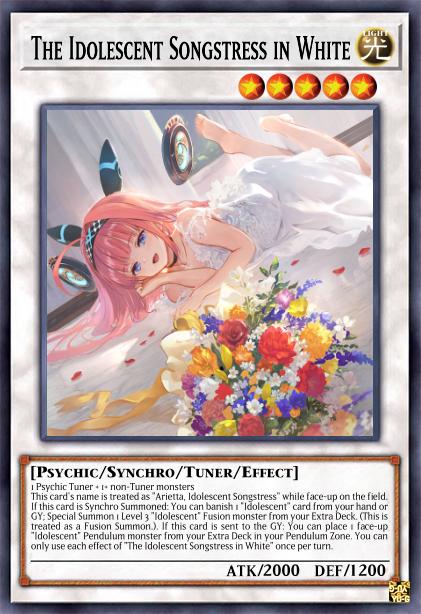 THE IDOLESCENT SONGSTRESS IN WHITE
LIGHT
光
[PSYCHIC/SYNCHRO/TUNER/EFFECT]
1 Psychic Tuner + 1+ non-Tuner monsters
This card's name is treated as "Arietta, Idolescent Songstress" while face-up on the field.
If this card is Synchro Summoned: You can banish 1 "Idolescent" card from your hand or
GY; Special Summon 1 Level 3 "Idolescent" Fusion monster from your Extra Deck. (This is
treated as a Fusion Summon.). If this card is sent to the GY: You can place 1 face-up
"Idolescent" Pendulum monster from your Extra Deck in your Pendulum Zone. You can
only use each effect of "The Idolescent Songstress in White" once per turn.
ATK/2000 DEF/1200